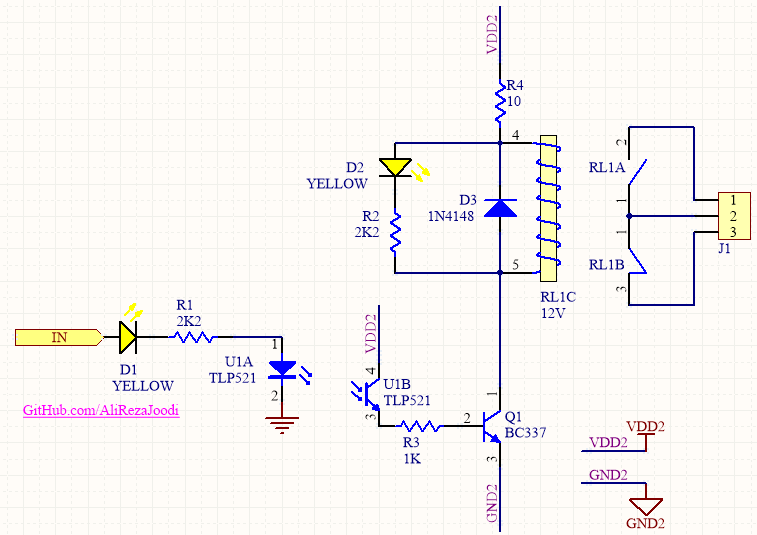 VDD2
R4
10
4
D2
YELLOW
D3
1N4148
R2
2K2
5
RL1C
12V
2
RL1A
1
1
RL1B
3
1
2
3
J1
IN
D1
YELLOW
R1
2K2
1
U1A
TLP521
2
GitHub.com/AliRezaJoodi
VDD2
4
U1B
TLP521
3
R3
1K
1
2
Q1
BC337
3
GND2
VDD2
VDD2
GND2
GND2